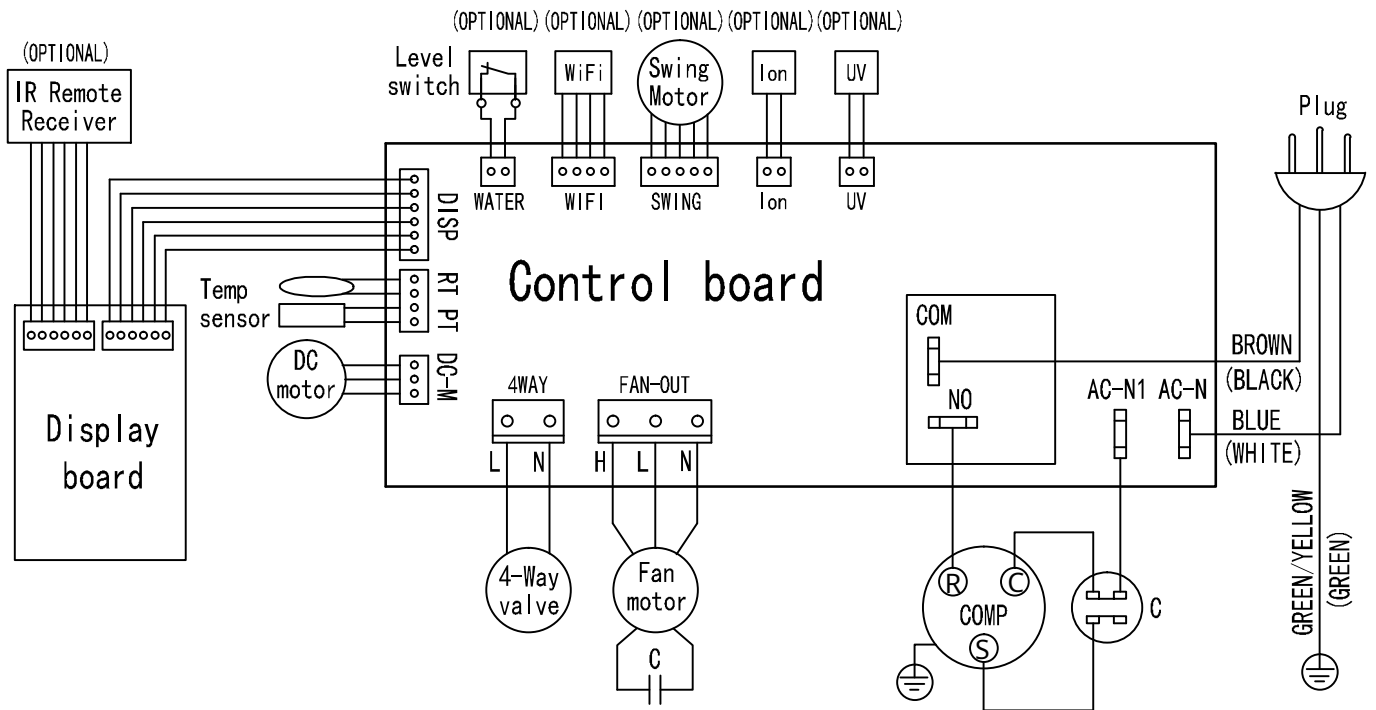 (OPTIONAL) (OPTIONAL) (OPTIONAL) (OPTIONAL) (OPTIONAL)
(OPTIONAL)
IR Remote
Receiver
Level
switch
WiFi
Swing
Motor
Ion
UV
Plug
WATER
WIFI
SWING
Ion
UV
DISP
Control board
Temp
sensor
RT
PT
DC
motor
DC-M
Display
board
4WAY
FAN-OUT
L
N
H
L
N
4-Way
valve
Fan
motor
C
COM
NO
AC-N1
AC-N
BROWN
(BLACK)
BLUE
(WHITE)
GREEN/YELLOW
(GREEN)
R
C
COMP
S
C